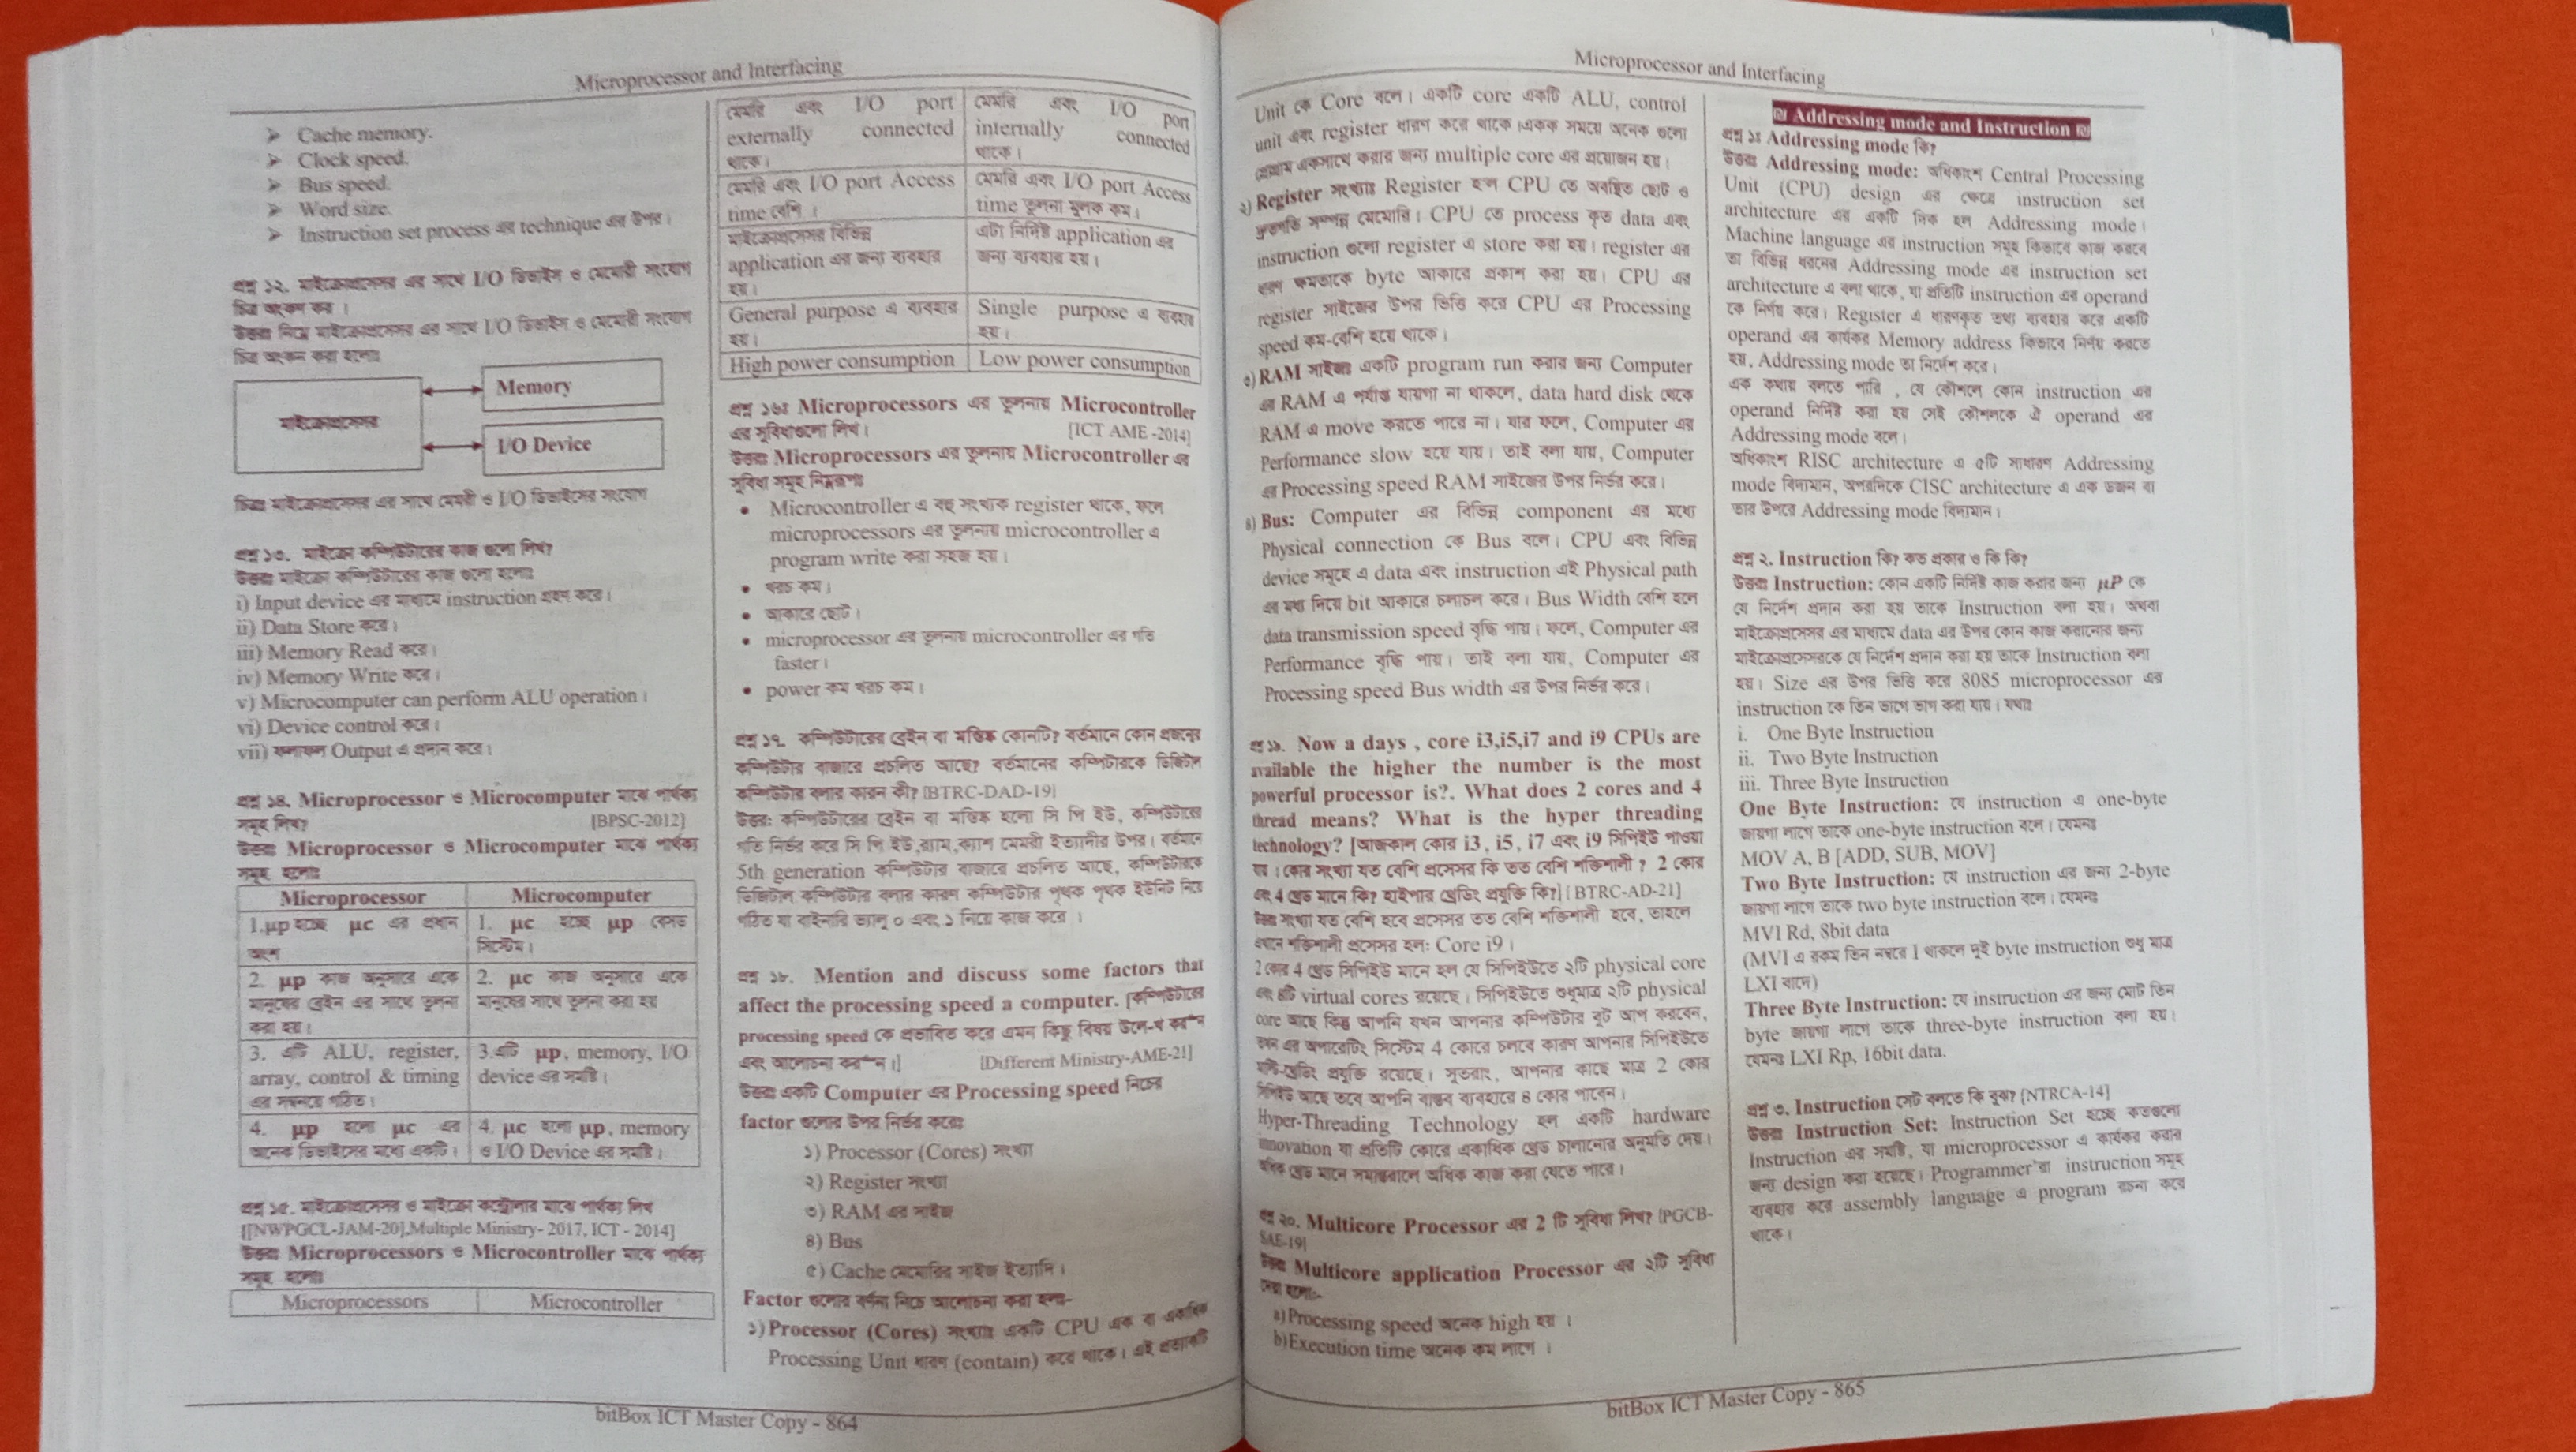 Microprocessor and Interfacing
➢ Cache memory.
➢ Clock speed.
➢ Bus speed.
➢ Word size.
➢ Instruction set process এর technique এর উপর।
প্রশ্ন ১২. মাইক্রোপ্রসেসর এর সাথে I/O ডিভাইস ও মেমোরী সংযোগ
চিত্র অংকন কর ।
উত্তরঃ নিম্নে মাইক্রোপ্রসেসর এর সাথে I/O ডিভাইস ও মেমোরী সংযোগ
চিত্র অংকন করা হলোঃ
মাইক্রোপ্রসেসর
Memory
I/O Device
চিত্রঃ মাইক্রোপ্রসেসর এর সাথে মেমরী ও I/O ডিভাইসের সংযোগ
প্রশ্ন ১৩. মাইক্রো কম্পিউটারের কাজ গুলো লিখ?
উত্তরঃ মাইক্রো কম্পিউটারের কাজ গুলো হলোঃ
i) Input device এর মাধ্যমে instruction গ্রহণ করে।
ii) Data Store করে।
iii) Memory Read করে।
iv) Memory Write করে।
v) Microcomputer can perform ALU operation।
vi) Device control করে।
vii) ফলাফল Output এ প্রদান করে।
প্রশ্ন ১৪. Microprocessor ও Microcomputer মাঝে পার্থক্য
সমূহ লিখ? [BPSC-2012]
উত্তরঃ Microprocessor ও Microcomputer মাঝে পার্থক্য
সমূহ হলোঃ
Microprocessor Microcomputer
1.μp হচ্ছে μc এর প্রধান 1. μc হচ্ছে μp বেসড
অংশ সিস্টেম।
2. μp কাজ অনুসারে একে 2. μc কাজ অনুসারে একে
মানুষের ব্রেইন এর সাথে তুলনা মানুষের সাথে তুলনা করা হয়
করা হয়।
3. এটি ALU, register, 3.এটি μp, memory, I/O
array, control & timing device এর সমষ্টি।
এর সমন্বয়ে গঠিত।
4. μp হলো μc এর 4. μc হলো μp, memory
অনেক ডিভাইসের মধ্যে একটি। ও I/O Device এর সমষ্টি।
প্রশ্ন ১৫. মাইক্রোপ্রসেসর ও মাইক্রো কন্ট্রোলার মাঝে পার্থক্য লিখ
[[NWPGCL-JAM-20],Multiple Ministry- 2017, ICT - 2014]
উত্তরঃ Microprocessors ও Microcontroller মাঝে পার্থক্য
সমূহ হলোঃ
Microprocessors Microcontroller
মেমরি এবং I/O port মেমরি এবং I/O port
externally connected internally connected
থাকে। থাকে।
মেমরি এবং I/O port Access মেমরি এবং I/O port Access
time বেশি । time তুলনা মুলক কম।
মাইক্রোপ্রসেসর বিভিন্ন এটা নির্দিষ্ট application এর
application এর জন্য ব্যবহার জন্য ব্যবহার হয়।
হয়।
General purpose এ ব্যবহার Single purpose এ ব্যবহার
হয়। হয়।
High power consumption Low power consumption
প্রশ্ন ১৬ঃ Microprocessors এর তুলনায় Microcontroller
এর সুবিধাগুলো লিখ। [ICT AME -2014]
উত্তরঃ Microprocessors এর তুলনায় Microcontroller এর
সুবিধা সমূহ নিম্নরূপঃ
• Microcontroller এ বহু সংখ্যক register থাকে, ফলে
microprocessors এর তুলনায় microcontroller এ
program write করা সহজ হয়।
• খরচ কম।
• আকারে ছোট।
• microprocessor এর তুলনায় microcontroller এর গতি
faster।
• power কম খরচ কম।
প্রশ্ন ১৭. কম্পিউটারের ব্রেইন বা মস্তিষ্ক কোনটি? বর্তমানে কোন প্রজন্মের
কম্পিউটার বাজারে প্রচলিত আছে? বর্তমানের কম্পিটারকে ডিজিটাল
কম্পিউটার বলার কারন কী? [BTRC-DAD-19]
উত্তর: কম্পিউটারের ব্রেইন বা মস্তিষ্ক হলো সি পি ইউ, কম্পিউটারের
গতি নির্ভর করে সি পি ইউ,র‍্যাম,ক্যাশ মেমরী ইত্যাদীর উপর। বর্তমানে
5th generation কম্পিউটার বাজারে প্রচলিত আছে, কম্পিউটারকে
ডিজিটাল কম্পিউটার বলার কারণ কম্পিউটার পৃথক পৃথক ইউনিট নিয়ে
গঠিত যা বাইনারি ভ্যালু ০ এবং ১ নিয়ে কাজ করে ।
প্রশ্ন ১৮. Mention and discuss some factors that
affect the processing speed a computer. [কম্পিউটারের
processing speed কে প্রভাবিত করে এমন কিছু বিষয়
এবং আলোচনা [Different Ministry-AME-21]
উত্তরঃ একটি Computer এর Processing speed নিচের
factor গুলোর উপর নির্ভর করেঃ
১) Processor (Cores) সংখ্যা
২) Register সংখ্যা
৩) RAM এর সাইজ
৪) Bus
৫) Cache মেমোরির সাইজ ইত্যাদি।
Factor গুলোর বর্ণনা নিচে আলোচনা করা হলঃ-
১) Processor (Cores) সংখ্যাঃ একটি CPU এক বা একাধিক
Processing Unit ধারণ (contain) করে থাকে। এই প্রত্যেকটি
bitBox ICT Master Copy - 864
Microprocessor and Interfacing
Unit কে Core বলে। একটি core একটি ALU, control
unit এবং register ধারণ করে থাকে।একক সময়ে অনেক গুলো
প্রোগ্রাম একসাথে করার জন্য multiple core এর প্রয়োজন হয়।
২) Register সংখ্যাঃ Register হল CPU তে অবস্থিত ছোট ও
দ্রুতগতি সম্পন্ন মেমোরি। CPU তে process কৃত data এবং
instruction গুলো register এ store করা হয়। register এর
ধারণ ক্ষমতাকে byte আকারে প্রকাশ করা হয়। CPU এর
register সাইজের উপর ভিত্তি করে CPU এর Processing
speed কম-বেশি হয়ে থাকে।
৩) RAM সাইজঃ একটি program run করার জন্য Computer
এর RAM এ পর্যাপ্ত যায়গা না থাকলে, data hard disk থেকে
RAM এ move করতে পারে না। যার ফলে, Computer এর
Performance slow হয়ে যায়। তাই বলা যায়, Computer
এর Processing speed RAM সাইজের উপর নির্ভর করে।
৪) Bus: Computer এর বিভিন্ন component এর মধ্যে
Physical connection কে Bus বলে। CPU এবং বিভিন্ন
device সমূহে এ data এবং instruction এই Physical path
এর মধ্য দিয়ে bit আকারে চলাচল করে। Bus Width বেশি হলে
data transmission speed বৃদ্ধি পায়। ফলে, Computer এর
Performance বৃদ্ধি পায়। তাই বলা যায়, Computer এর
Processing speed Bus width এর উপর নির্ভর করে।
প্রশ্ন ১৯. Now a days , core i3,i5,i7 and i9 CPUs are
available the higher the number is the most
powerful processor is?. What does 2 cores and 4
thread means? What is the hyper threading
technology? [আজকাল কোর i3, i5, i7 এবং i9 সিপিইউ পাওয়া
যায়। কোর সংখ্যা যত বেশি প্রসেসর কি তত বেশি শক্তিশালী ? 2 কোর
এবং 4 থ্রেড মানে কি? হাইপার থ্রেডিং প্রযুক্তি কি?] [ BTRC-AD-21]
উত্তরঃ সংখ্যা যত বেশি হবে প্রসেসর তত বেশি শক্তিশালী হবে, তাহলে
এখানে শক্তিশালী প্রসেসর হল: Core i9।
2 কোর 4 থ্রেড সিপিইউ মানে হল যে সিপিইউতে ২টি physical core
এবং ৪টি virtual cores রয়েছে। সিপিইউতে শুধুমাত্র ২টি physical
core আছে কিন্তু আপনি যখন আপনার কম্পিউটার বুট আপ করবেন,
তখন এর অপারেটিং সিস্টেম 4 কোরে চলবে কারণ আপনার সিপিইউতে
মাল্টি-থ্রেডিং প্রযুক্তি রয়েছে। সুতরাং, আপনার কাছে মাত্র 2 কোর
সিপিইউ আছে তবে আপনি বাস্তব ব্যবহারে 4 কোর পাবেন।
Hyper-Threading Technology হল একটি hardware
innovation যা প্রতিটি কোরে একাধিক থ্রেড চালানোর অনুমতি দেয়।
অধিক থ্রেড মানে সমান্তরালে অধিক কাজ করা যেতে পারে।
প্রশ্ন ২০. Multicore Processor এর 2 টি সুবিধা লিখ? [PGCB-
SAE-19]
উত্তরঃ Multicore application Processor এর ২টি সুবিধা
দেয়া হলো:-
a)Processing speed অনেক high হয় ।
b)Execution time অনেক কম লাগে ।
Addressing mode and Instruction
প্রশ্ন ১ঃ Addressing mode কি?
উত্তরঃ Addressing mode: অধিকাংশ Central Processing
Unit (CPU) design এর ক্ষেত্রে instruction set
architecture এর একটি দিক হল Addressing mode।
Machine language এর instruction সমূহ কিভাবে কাজ করবে
তা বিভিন্ন ধরনের Addressing mode এর instruction set
architecture এ বলা থাকে, যা প্রতিটি instruction এর operand
কে নির্ণয় করে। Register এ ধারণকৃত তথ্য ব্যবহার করে একটি
operand এর কার্যকর Memory address কিভাবে নির্ণয় করতে
হয়, Addressing mode তা নির্দেশ করে।
এক কথায় বলতে পারি , যে কৌশলে কোন instruction এর
operand নির্দিষ্ট করা হয় সেই কৌশলকে ঐ operand এর
Addressing mode বলে।
অধিকাংশ RISC architecture এ ৫টি সাধারণ Addressing
mode বিদ্যমান, অপরদিকে CISC architecture এ এক ডজন বা
তার উপরে Addressing mode বিদ্যমান।
প্রশ্ন ২. Instruction কি? কত প্রকার ও কি কি?
উত্তরঃ Instruction: কোন একটি নির্দিষ্ট কাজ করার জন্য μP কে
যে নির্দেশ প্রদান করা হয় তাকে Instruction বলা হয়। অথবা
মাইক্রোপ্রসেসর এর মাধ্যমে data এর উপর কোন কাজ করানোর জন্য
মাইক্রোপ্রসেসরকে যে নির্দেশ প্রদান করা হয় তাকে Instruction বলা
হয়। Size এর উপর ভিত্তি করে 8085 microprocessor এর
instruction কে তিন ভাগে ভাগ করা যায়। যথাঃ
i. One Byte Instruction
ii. Two Byte Instruction
iii. Three Byte Instruction
One Byte Instruction: যে instruction এ one-byte
জায়গা লাগে তাকে one-byte instruction বলে। যেমনঃ
MOV A, B [ADD, SUB, MOV]
Two Byte Instruction: যে instruction এর জন্য 2-byte
জায়গা লাগে তাকে two byte instruction বলে। যেমনঃ
MVI Rd, 8bit data
(MVI এ রকম তিন নম্বরে I থাকলে দুই byte instruction শুধু মাত্র
LXI বাদে)
Three Byte Instruction: যে instruction এর জন্য মোট তিন
byte জায়গা লাগে তাকে three-byte instruction বলা হয়।
যেমনঃ LXI Rp, 16bit data.
প্রশ্ন ৩. Instruction সেট বলতে কি বুঝ? [NTRCA-14]
উত্তরঃ Instruction Set: Instruction Set হচ্ছে কতগুলো
Instruction এর সমষ্টি, যা microprocessor এ কার্যকর করার
জন্য design করা হয়েছে। Programmer'রা instruction সমূহ
ব্যবহার করে assembly language এ program রচনা করে
থাকে।
bitBox ICT Master Copy - 865